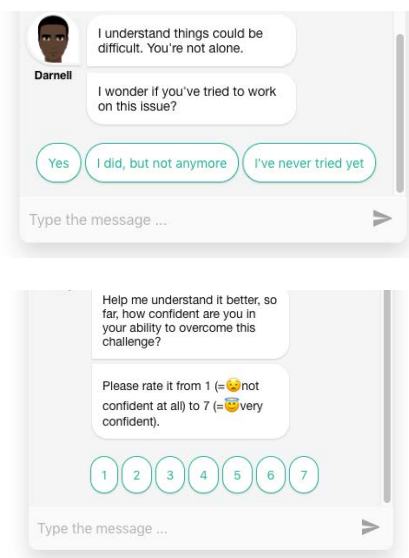 I understand things could be
difficult. You're not alone.
Darnell
I wonder if you've tried to work
on this issue?
Yes
I did, but not anymore
I've never tried yet
Type the message ...
Help me understand it better, so
far, how confident are you in
your ability to overcome this
challenge?
Please rate it from 1 (=😟not
confident at all) to 7 (=😇very
confident).
1 2 3 4 5 6 7
Type the message ...